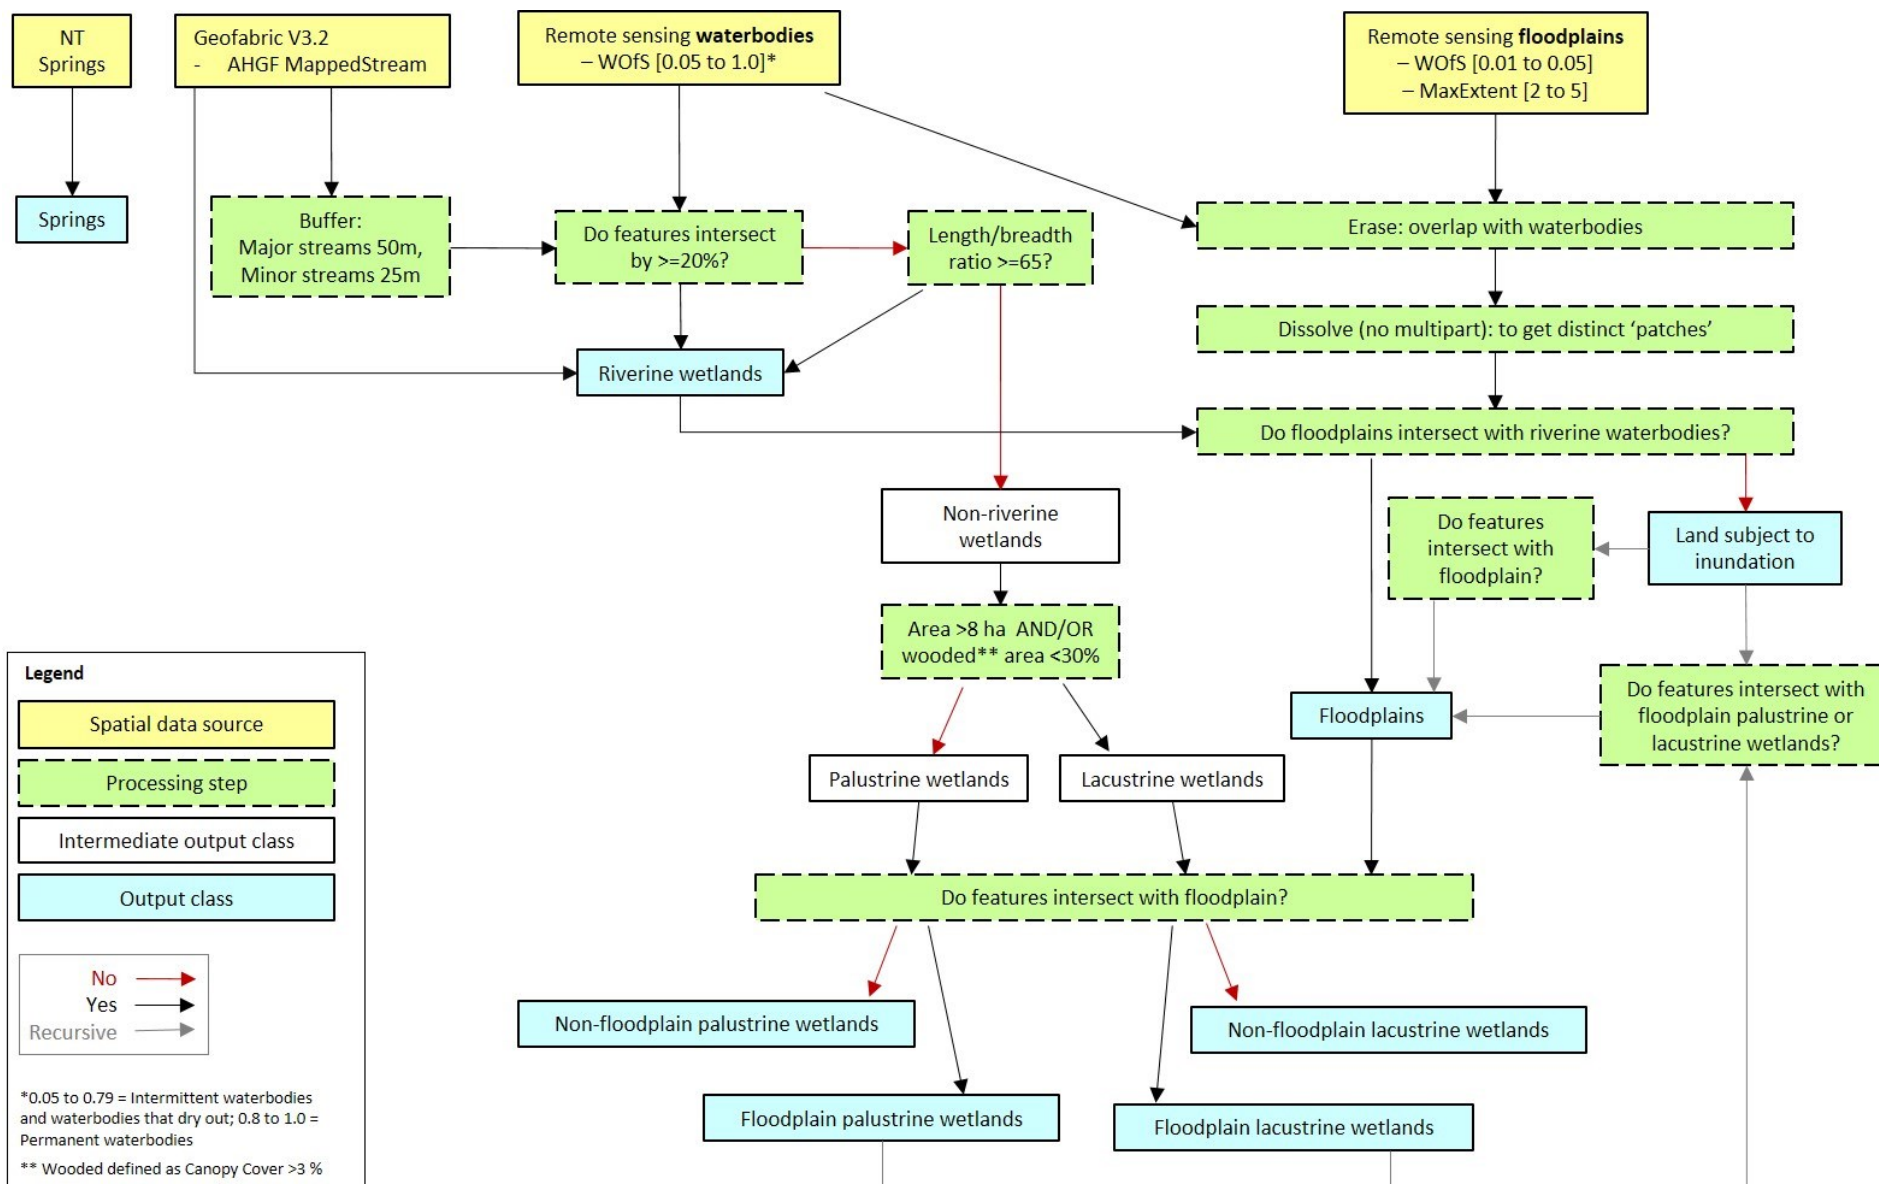 NT
Springs
Geofabric V3.2
- AHGF MappedStream
Remote sensing waterbodies
– WOfS [0.05 to 1.0]*
Remote sensing floodplains
– WOfS [0.01 to 0.05]
– MaxExtent [2 to 5]
Springs
Buffer:
Major streams 50m,
Minor streams 25m
Do features intersect
by >=20%?
Length/breadth
ratio >=65?
Erase: overlap with waterbodies
Dissolve (no multipart): to get distinct ‘patches’
Riverine wetlands
Do floodplains intersect with riverine waterbodies?
Non-riverine
wetlands
Do features
intersect with
floodplain?
Land subject to
inundation
Area >8 ha AND/OR
wooded** area <30%
Floodplains
Do features intersect with
floodplain palustrine or
lacustrine wetlands?
Palustrine wetlands
Lacustrine wetlands
Do features intersect with floodplain?
Non-floodplain palustrine wetlands
Non-floodplain lacustrine wetlands
Floodplain palustrine wetlands
Floodplain lacustrine wetlands
Legend
Spatial data source
Processing step
Intermediate output class
Output class
No
Yes
Recursive
*0.05 to 0.79 = Intermittent waterbodies
and waterbodies that dry out; 0.8 to 1.0 =
Permanent waterbodies
** Wooded defined as Canopy Cover >3 %